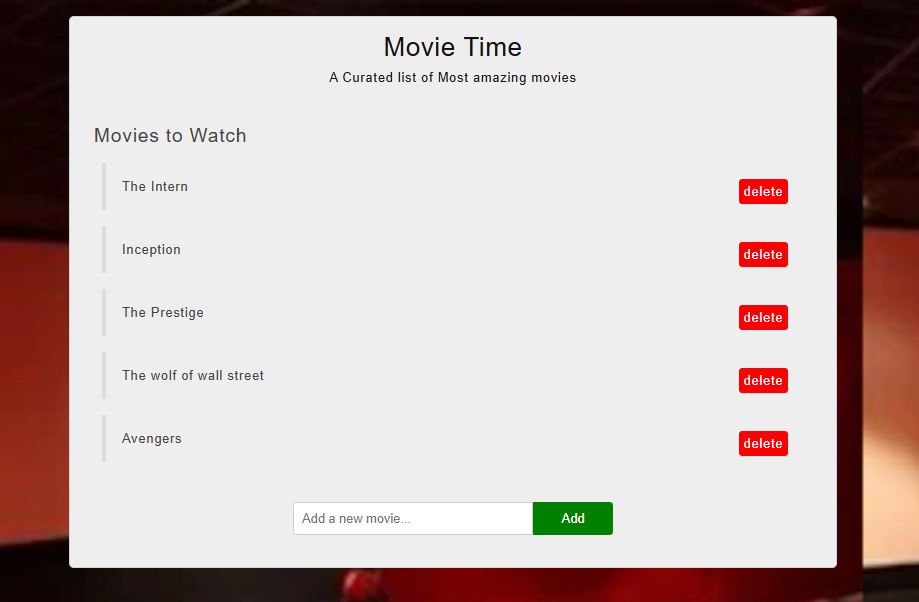 Movie Time
A Curated list of Most amazing movies
Movies to Watch
The Intern
delete
Inception
delete
The Prestige
delete
The wolf of wall street
delete
Avengers
delete
Add a new movie...
Add